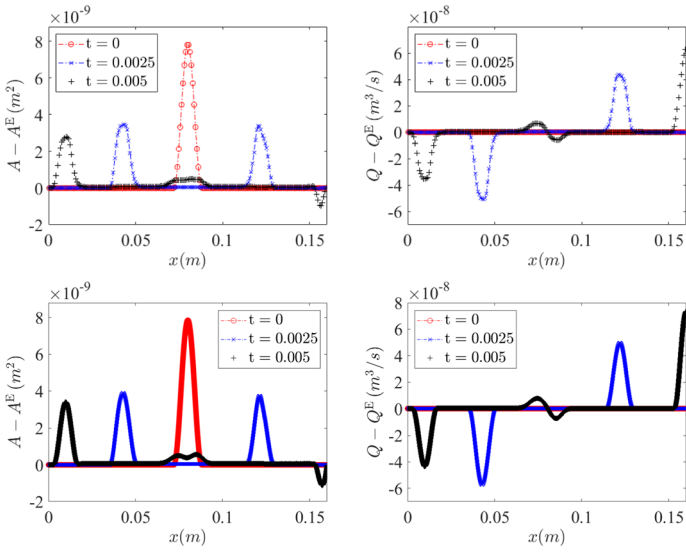 ×10⁻⁹
8
6
4
2
0
-2
A − Aᴱ (m²)
t = 0
t = 0.0025
t = 0.005
0
0.05
0.1
0.15
x(m)
×10⁻⁸
6
4
2
0
-2
-4
-6
Q − Qᴱ (m³/s)
t = 0
t = 0.0025
t = 0.005
0
0.05
0.1
0.15
x(m)
×10⁻⁹
8
6
4
2
0
-2
A − Aᴱ (m²)
t = 0
t = 0.0025
t = 0.005
0
0.05
0.1
0.15
x(m)
×10⁻⁸
8
6
4
2
0
-2
-4
-6
Q − Qᴱ (m³/s)
t = 0
t = 0.0025
t = 0.005
0
0.05
0.1
0.15
x(m)